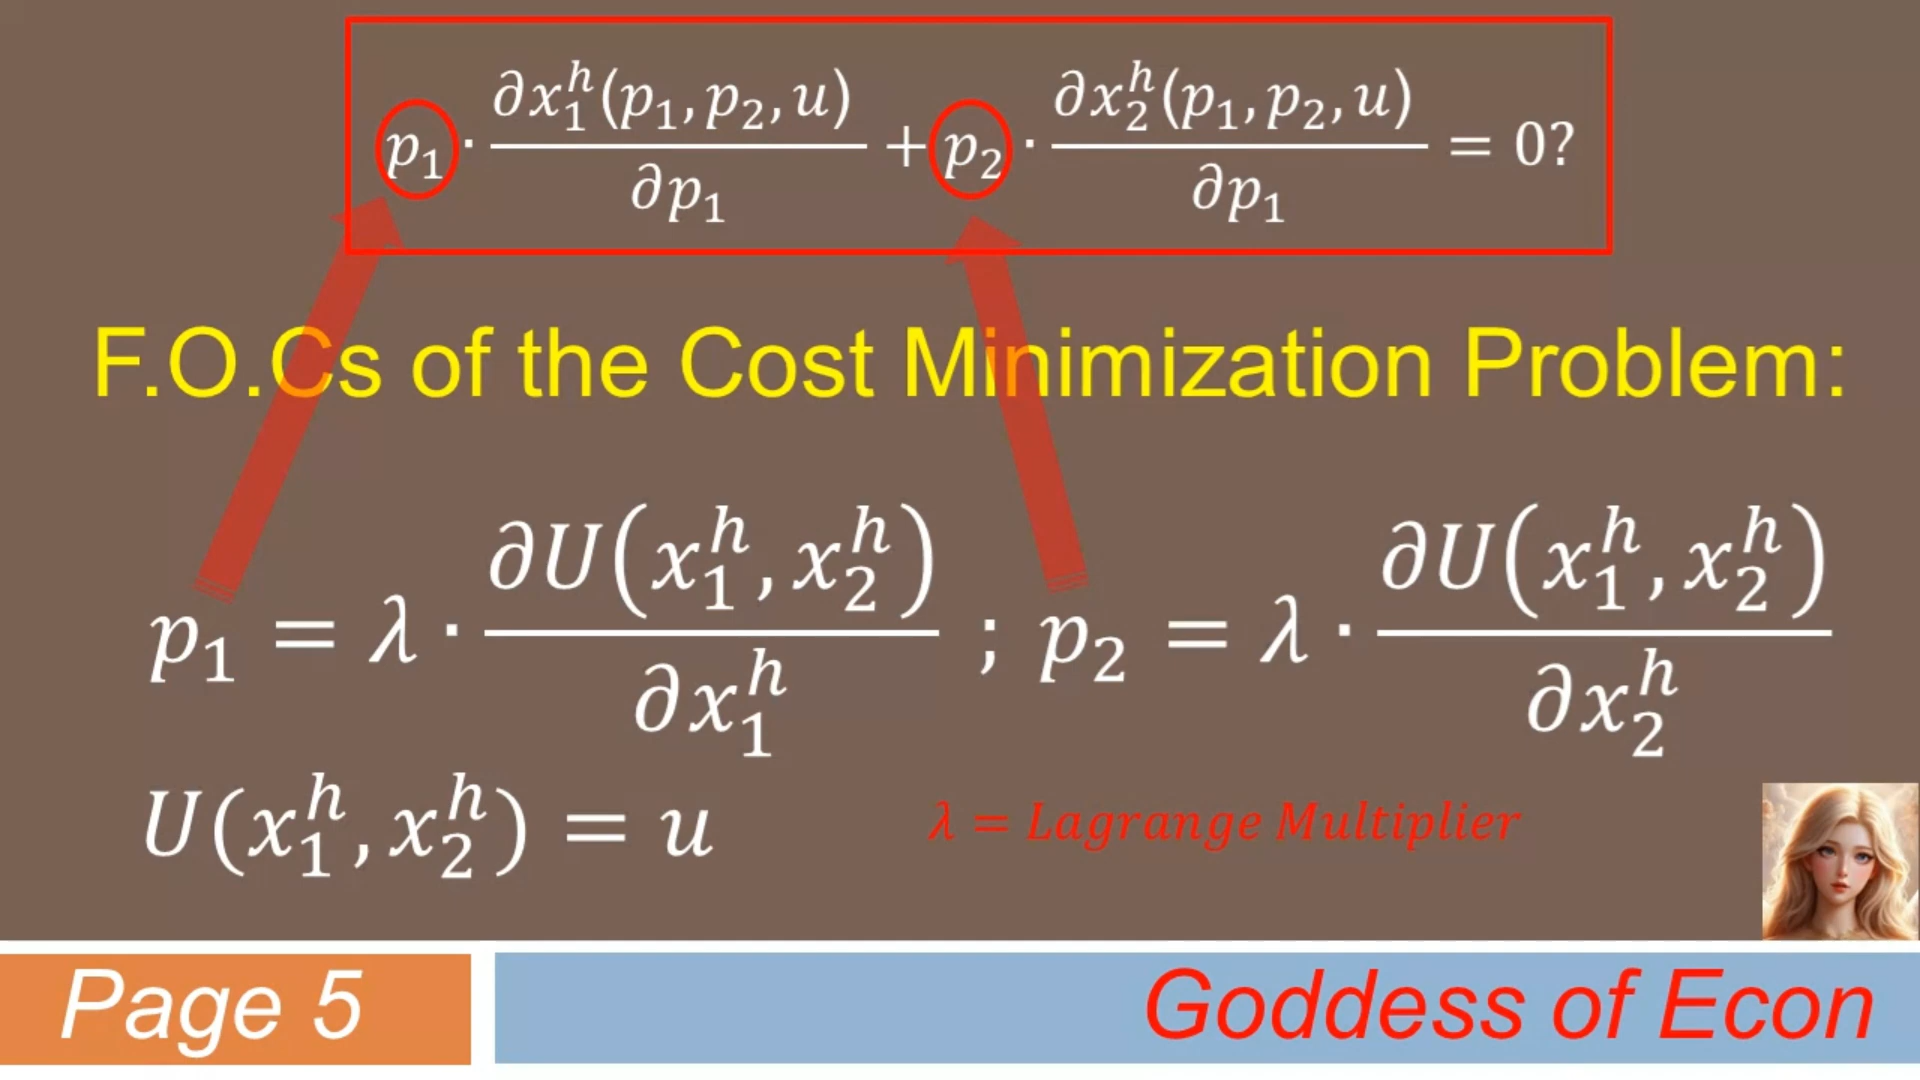 p₁ · ∂x₁ʰ(p₁, p₂, u)/∂p₁ + p₂ · ∂x₂ʰ(p₁, p₂, u)/∂p₁ = 0?
F.O.Cs of the Cost Minimization Problem:
p₁ = λ · ∂U(x₁ʰ, x₂ʰ)/∂x₁ʰ ; p₂ = λ · ∂U(x₁ʰ, x₂ʰ)/∂x₂ʰ
U(x₁ʰ, x₂ʰ) = u
λ = Lagrange Multiplier
Page 5
Goddess of Econ